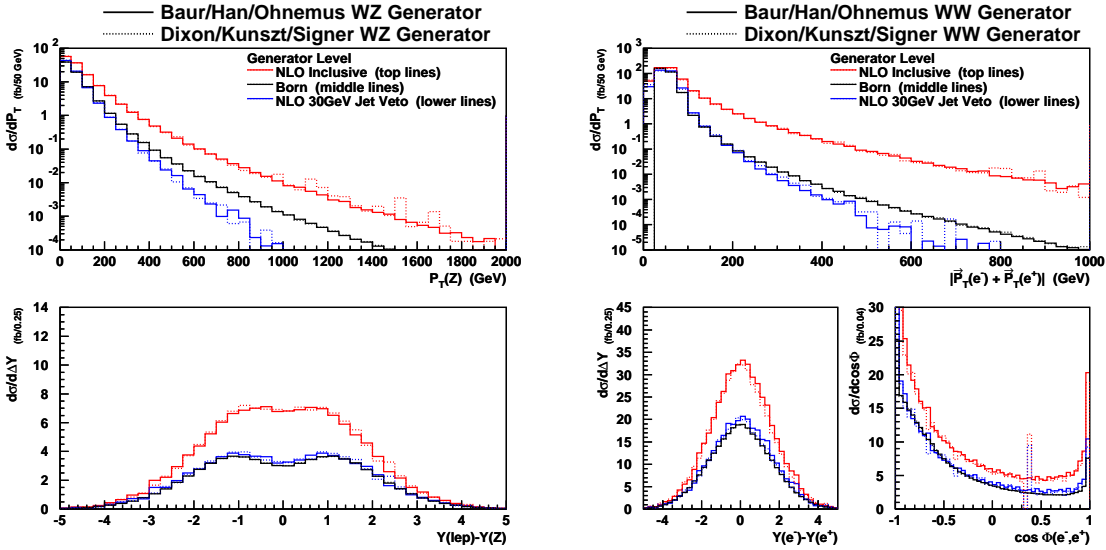 Baur/Han/Ohnemus WZ Generator
Dixon/Kunszt/Signer WZ Generator
dσ/dP_T (fb/50 GeV)
10^2
10
1
10^-1
10^-2
10^-3
10^-4
Generator Level
NLO Inclusive (top lines)
Born (middle lines)
NLO 30GeV Jet Veto (lower lines)
0 200 400 600 800 1000 1200 1400 1600 1800 2000
P_T(Z) (GeV)
Baur/Han/Ohnemus WW Generator
Dixon/Kunszt/Signer WW Generator
dσ/dP_T (fb/50 GeV)
10^3
10^2
10
1
10^-1
10^-2
10^-3
10^-4
10^-5
Generator Level
NLO Inclusive (top lines)
Born (middle lines)
NLO 30GeV Jet Veto (lower lines)
0 200 400 600 800 1000
|P⃗_T(e^-) + P⃗_T(e^+)| (GeV)
dσ/dΔY (fb/0.25)
14
12
10
8
6
4
2
0
-5 -4 -3 -2 -1 0 1 2 3 4 5
Y(lep)-Y(Z)
dσ/dΔY (fb/0.25)
45
40
35
30
25
20
15
10
5
0
-4 -2 0 2 4
Y(e^-)-Y(e^+)
dσ/dcosΦ (fb/0.04)
30
25
20
15
10
5
0
-1 -0.5 0 0.5 1
cos Φ(e^-,e^+)